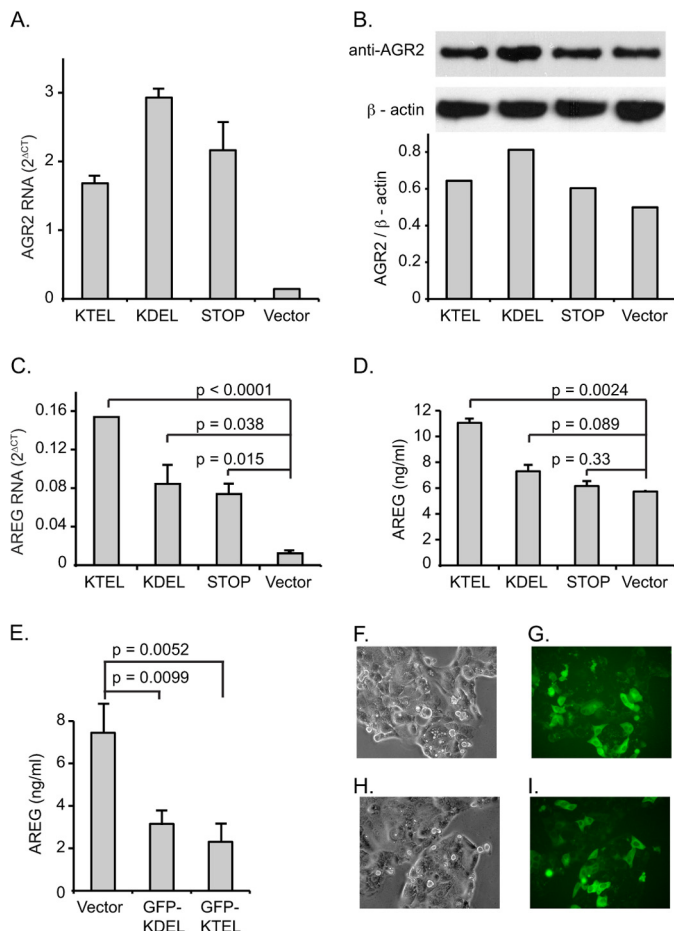 A.
AGR2 RNA (2^ΔCT)
3
2
1
0
KTEL KDEL STOP Vector
B.
anti-AGR2
β - actin
AGR2 / β - actin
0.8
0.6
0.4
0.2
0.0
KTEL KDEL STOP Vector
C.
p < 0.0001
p = 0.038
p = 0.015
AREG RNA (2^ΔCT)
0.16
0.12
0.08
0.04
0
KTEL KDEL STOP Vector
D.
p = 0.0024
p = 0.089
p = 0.33
AREG (ng/ml)
12
10
8
6
4
2
0
KTEL KDEL STOP Vector
E.
p = 0.0052
p = 0.0099
AREG (ng/ml)
8
6
4
2
0
Vector GFP- GFP-
KDEL KTEL
F.
G.
H.
I.